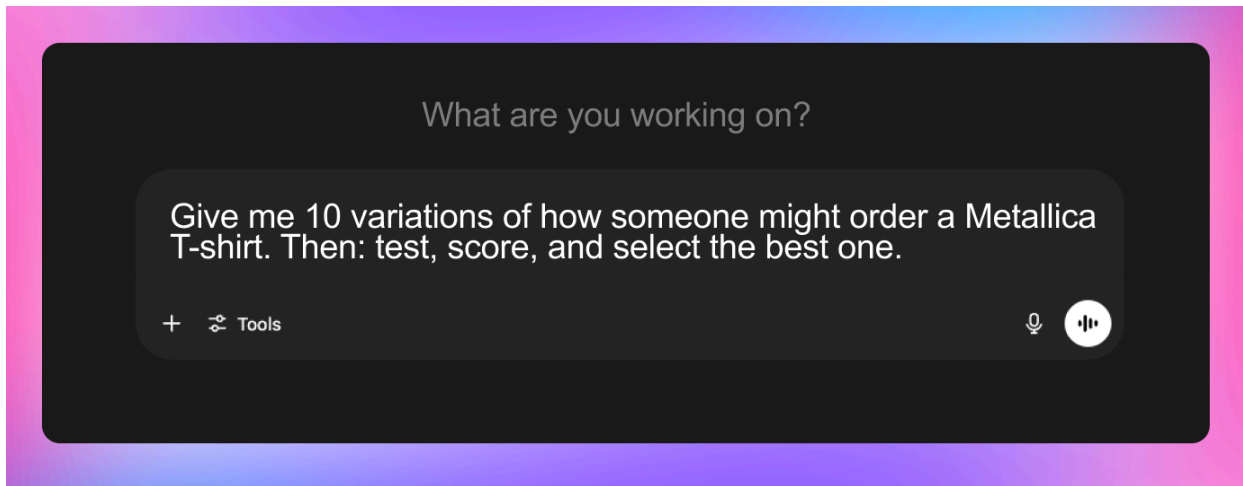 What are you working on?
Give me 10 variations of how someone might order a Metallica
T-shirt. Then: test, score, and select the best one.
Tools